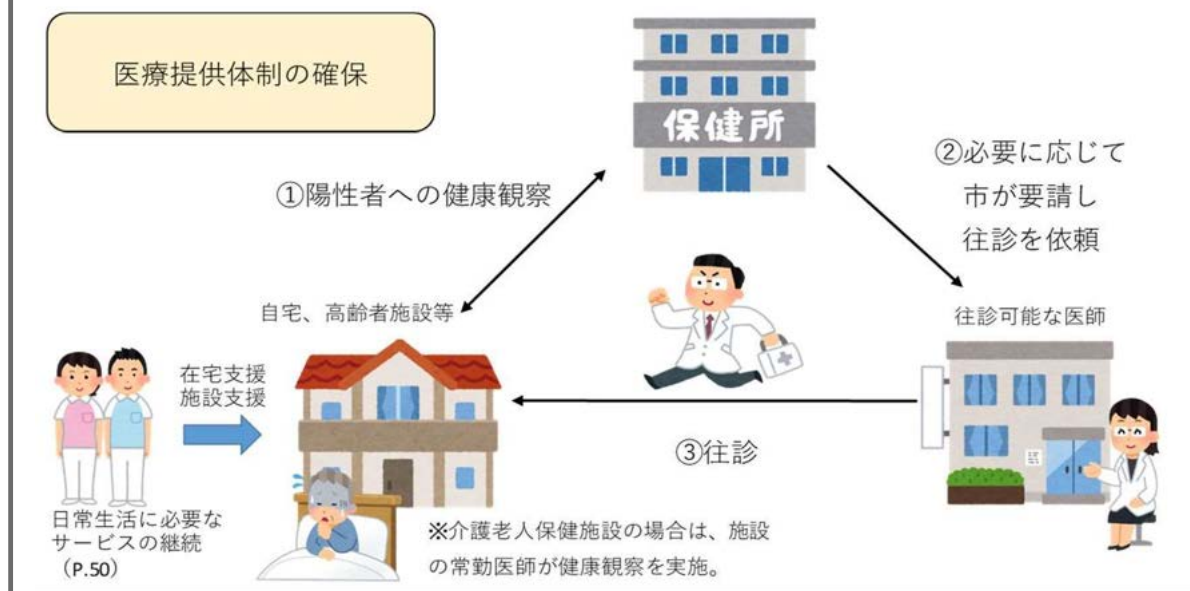 医療提供体制の確保
保健所
①陽性者への健康観察
②必要に応じて
市が要請し
往診を依頼
自宅、高齢者施設等
往診可能な医師
在宅支援
施設支援
③往診
日常生活に必要な
サービスの継続
（P.50）
※介護老人保健施設の場合は、施設
の常勤医師が健康観察を実施。